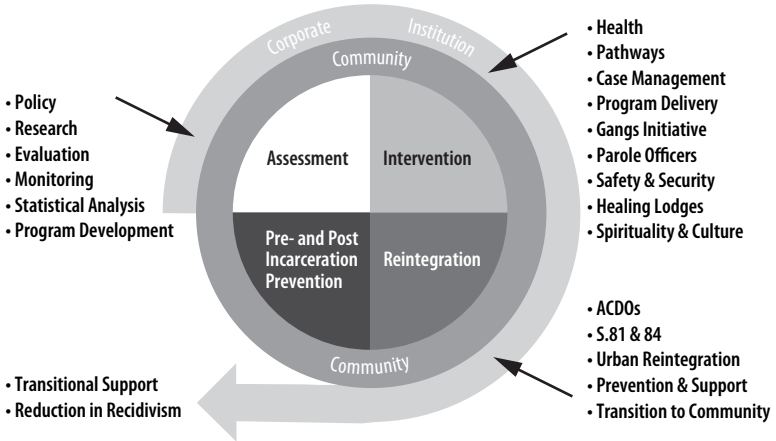 Corporate
Institution
Community
• Policy
• Research
• Evaluation
• Monitoring
• Statistical Analysis
• Program Development
Assessment
Intervention
Pre- and Post
Incarceration
Prevention
Reintegration
Community
• Health
• Pathways
• Case Management
• Program Delivery
• Gangs Initiative
• Parole Officers
• Safety & Security
• Healing Lodges
• Spirituality & Culture
• ACDOs
• S.81 & 84
• Urban Reintegration
• Prevention & Support
• Transition to Community
• Transitional Support
• Reduction in Recidivism